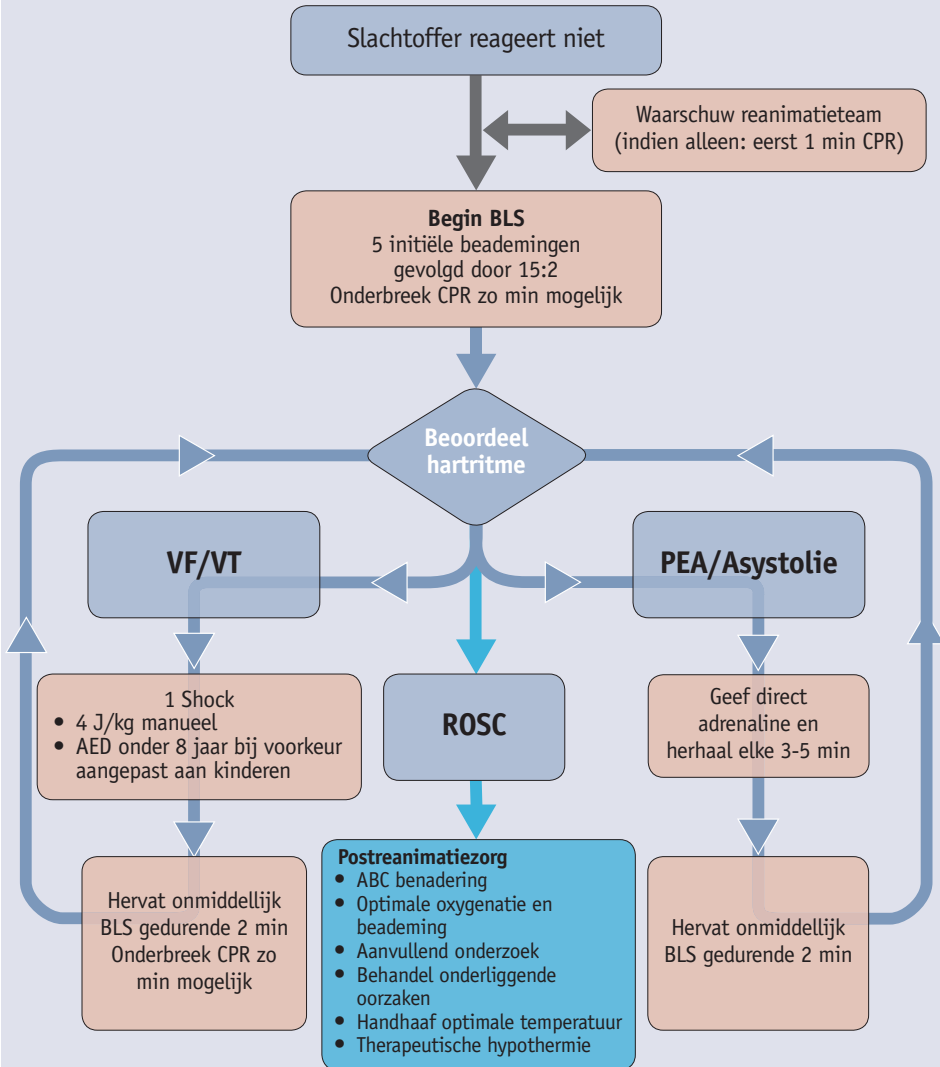 Slachtoffer reageert niet
Waarschuw reanimatieteam
(indien alleen: eerst 1 min CPR)
Begin BLS
5 initiële beademingen
gevolgd door 15:2
Onderbreek CPR zo min mogelijk
Beoordeel
hartritme
VF/VT
PEA/Asystolie
1 Shock
• 4 J/kg manueel
• AED onder 8 jaar bij voorkeur
aangepast aan kinderen
ROSC
Geef direct
adrenaline en
herhaal elke 3-5 min
Hervat onmiddellijk
BLS gedurende 2 min
Onderbreek CPR zo
min mogelijk
Postreanimatiezorg
• ABC benadering
• Optimale oxygenatie en
beademing
• Aanvullend onderzoek
• Behandel onderliggende
oorzaken
• Handhaaf optimale temperatuur
• Therapeutische hypothermie
Hervat onmiddellijk
BLS gedurende 2 min